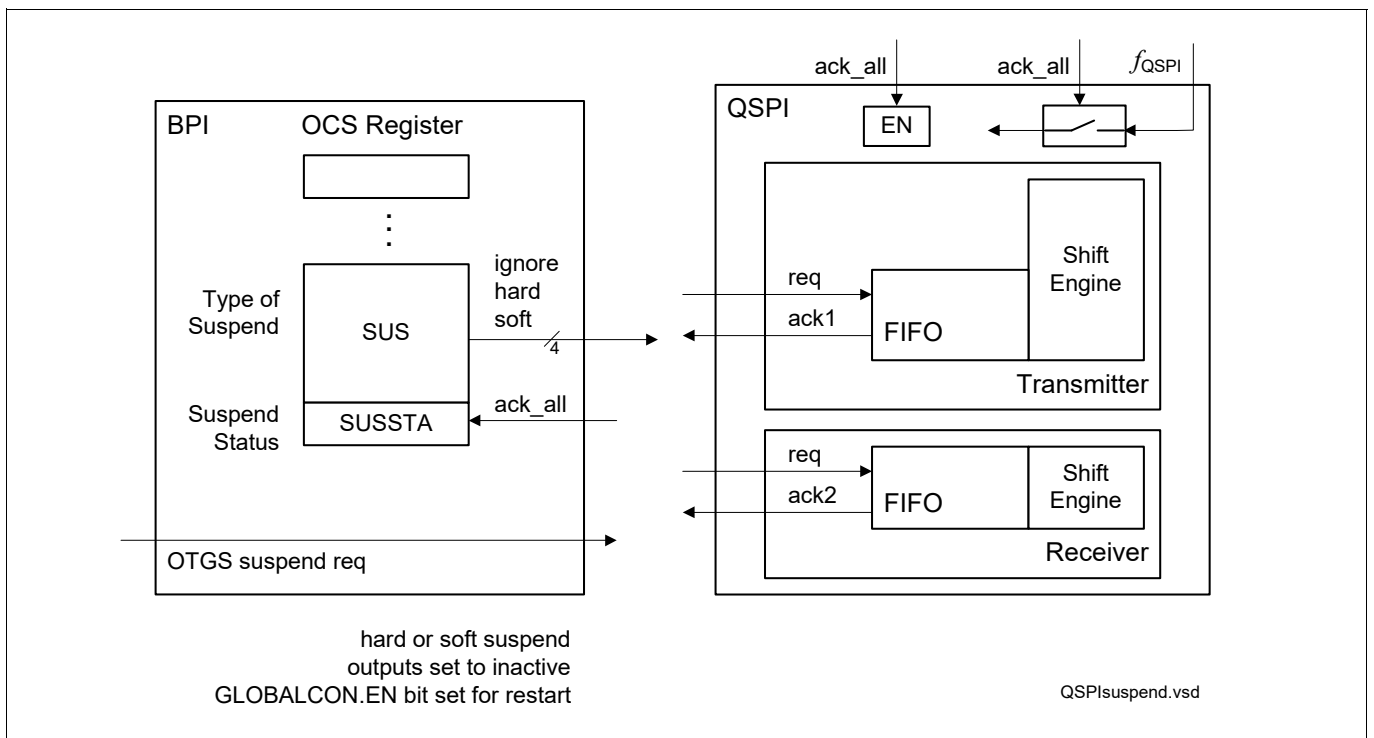 BPI
OCS Register
Type of
Suspend
SUS
ignore
hard
soft
4
Suspend
Status
SUSSTA
ack_all
OTGS suspend req
hard or soft suspend
outputs set to inactive
GLOBALCON.EN bit set for restart
ack_all
ack_all
fQSPI
QSPI
EN
req
ack1
FIFO
Shift
Engine
Transmitter
req
ack2
FIFO
Shift
Engine
Receiver
QSPIsuspend.vsd